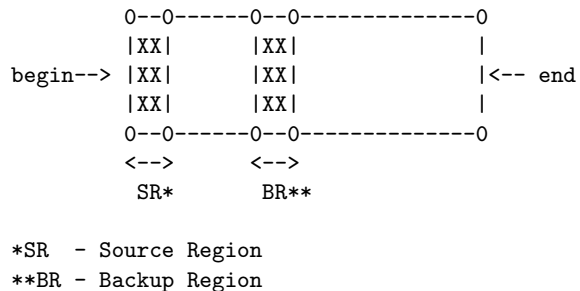 0--0------0--0--------------0
|XX|      |XX|              |
begin--> |XX|      |XX|              |<-- end
|XX|      |XX|              |
0--0------0--0--------------0
<-->      <-->
SR*       BR**
*SR  - Source Region
**BR - Backup Region